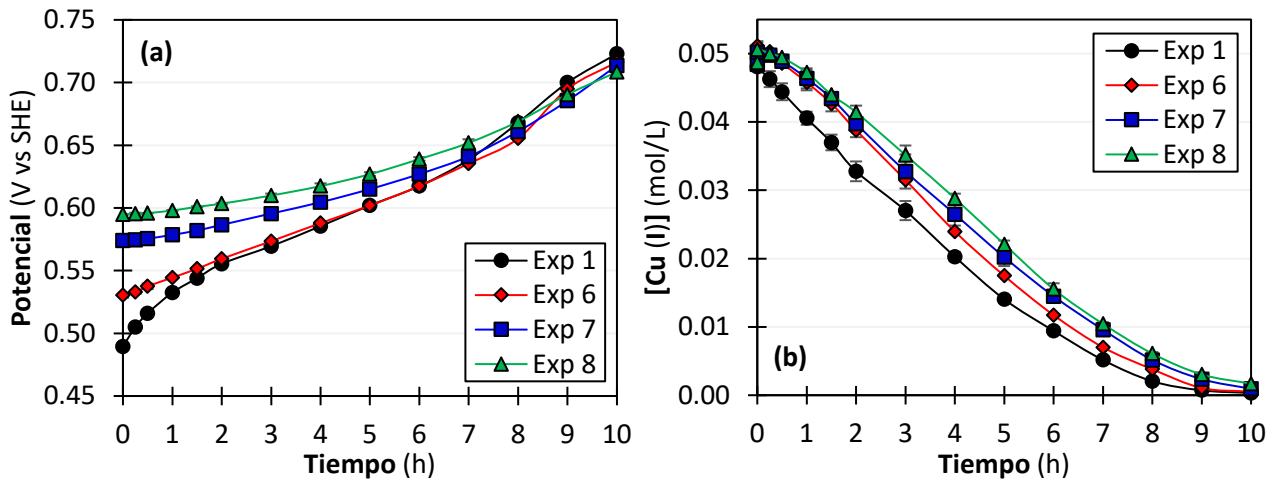 (a)
Potencial (V vs SHE)
0.75
0.70
0.65
0.60
0.55
0.50
0.45
0 1 2 3 4 5 6 7 8 9 10
Tiempo (h)
Exp 1
Exp 6
Exp 7
Exp 8
(b)
[Cu (I)] (mol/L)
0.05
0.04
0.03
0.02
0.01
0.00
0 1 2 3 4 5 6 7 8 9 10
Tiempo (h)
Exp 1
Exp 6
Exp 7
Exp 8